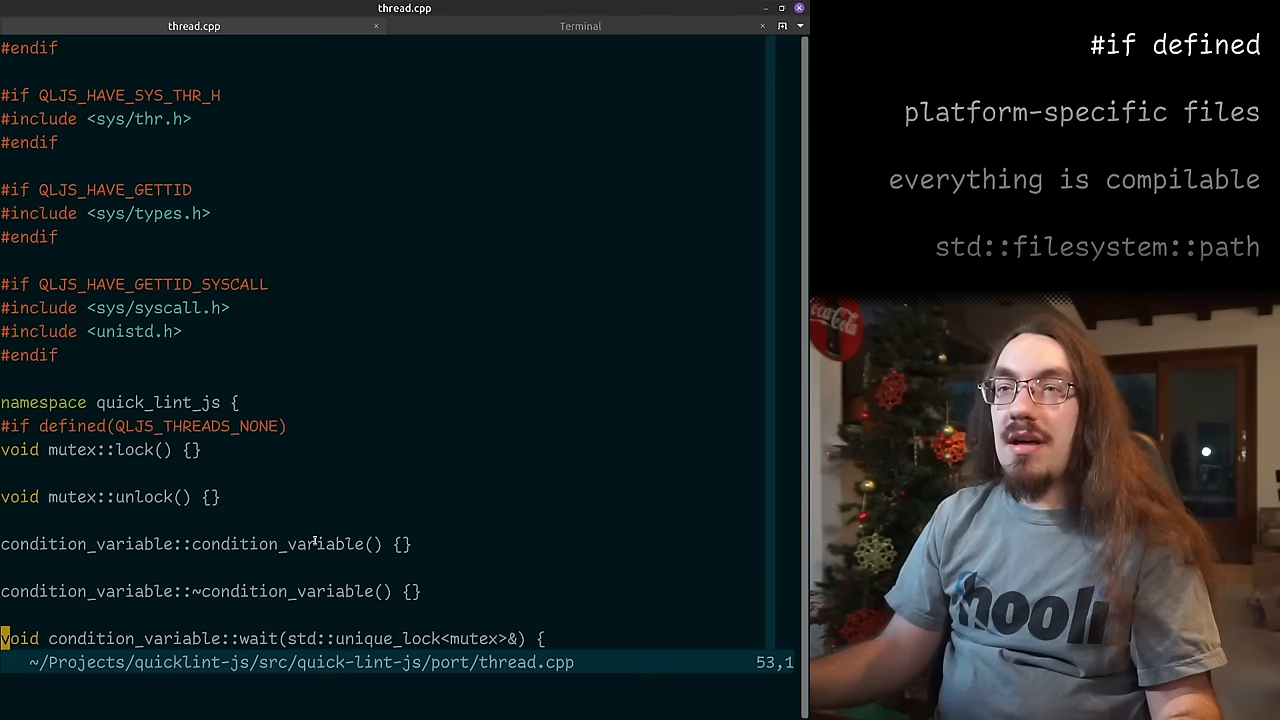 thread.cpp
thread.cpp
Terminal
#endif
#if QLJS_HAVE_SYS_THR_H
#include <sys/thr.h>
#endif
#if QLJS_HAVE_GETTID
#include <sys/types.h>
#endif
#if QLJS_HAVE_GETTID_SYSCALL
#include <sys/syscall.h>
#include <unistd.h>
#endif
namespace quick_lint_js {
#if defined(QLJS_THREADS_NONE)
void mutex::lock() {}
void mutex::unlock() {}
condition_variable::condition_variable() {}
condition_variable::~condition_variable() {}
void condition_variable::wait(std::unique_lock<mutex>&) {
~/Projects/quicklint-js/src/quick-lint-js/port/thread.cpp 53,1
#if defined
platform-specific files
everything is compilable
std::filesystem::path
Coca-Cola
hooli